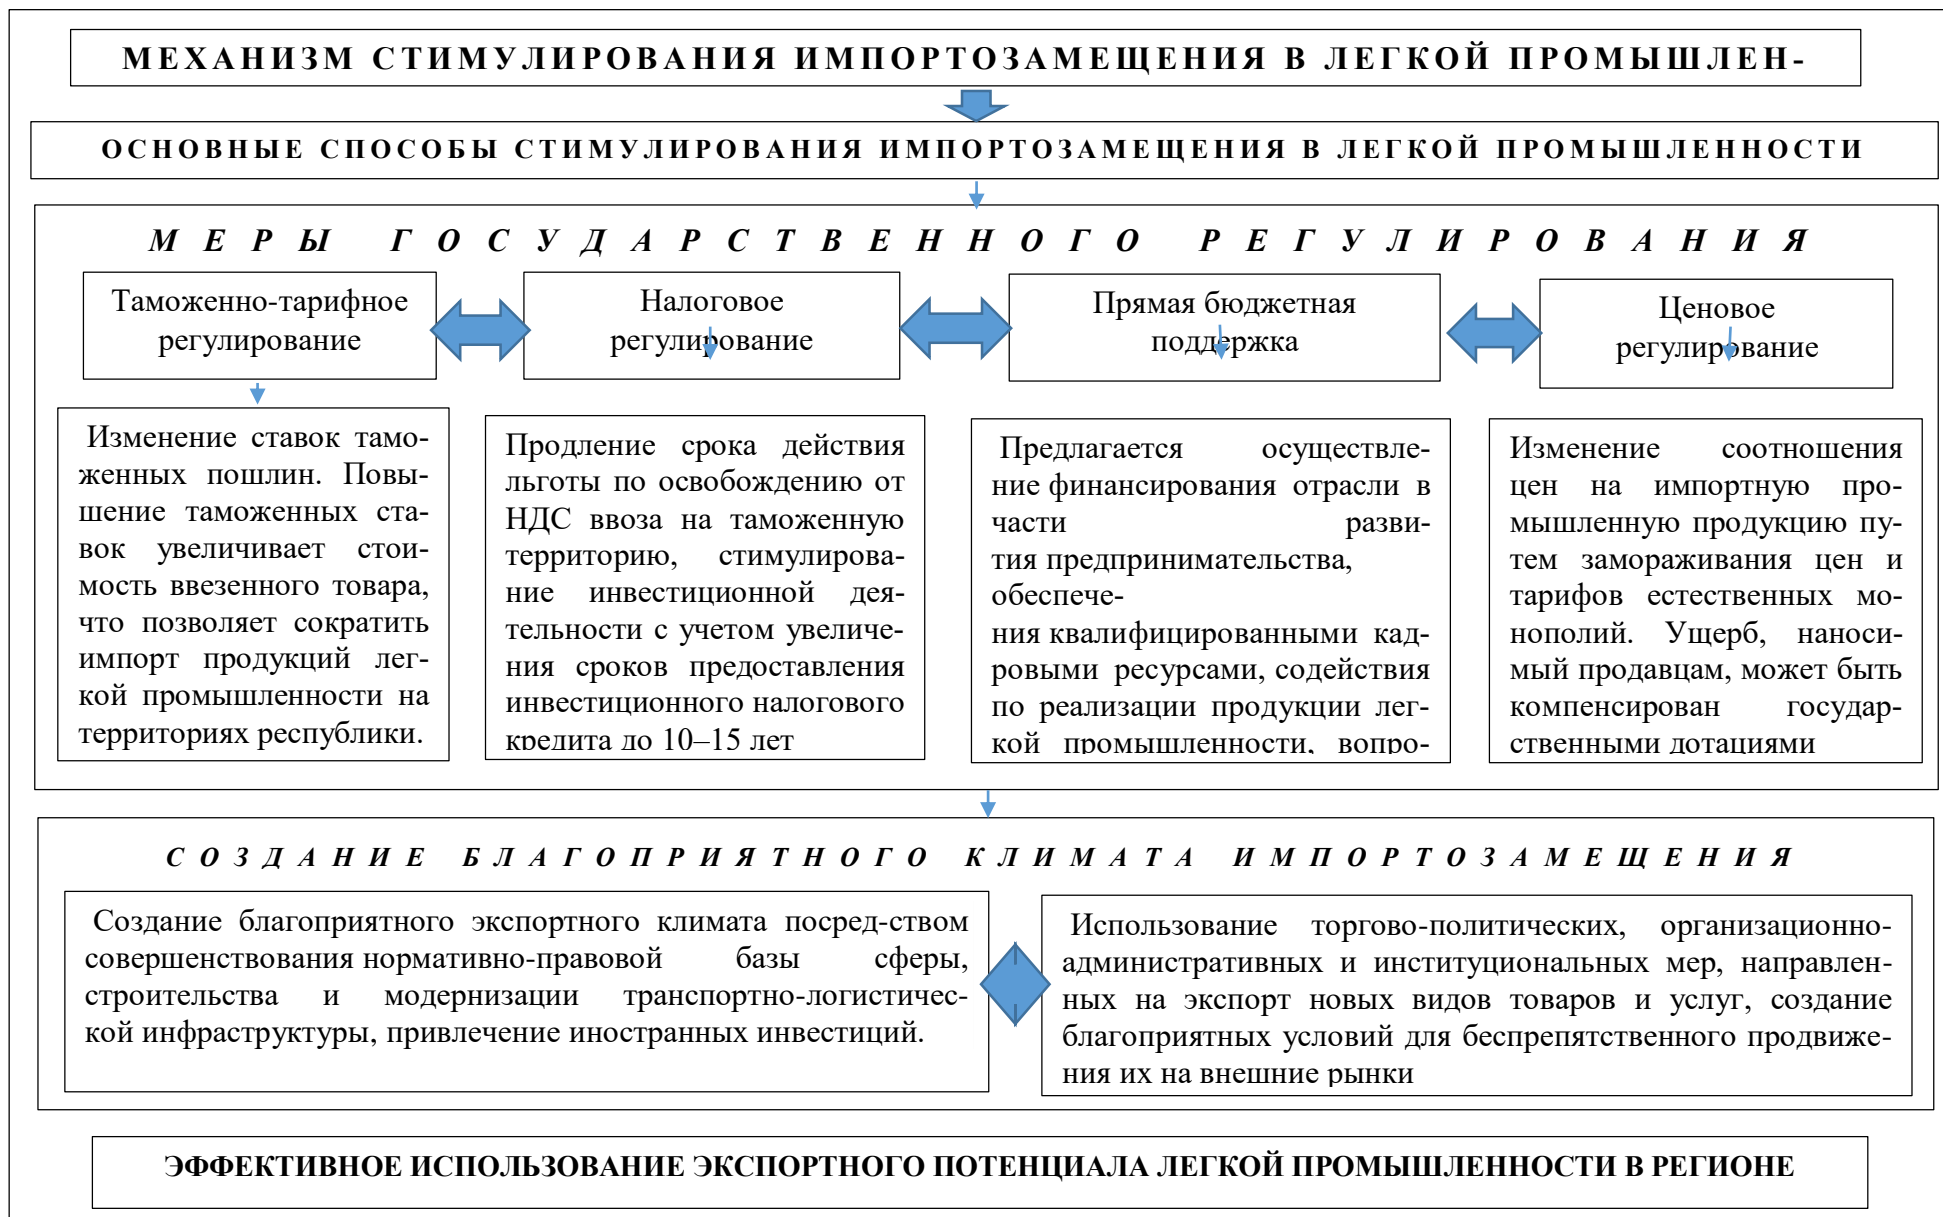 МЕХАНИЗМ СТИМУЛИРОВАНИЯ ИМПОРТОЗАМЕЩЕНИЯ В ЛЕГКОЙ ПРОМЫШЛЕН-
ОСНОВНЫЕ СПОСОБЫ СТИМУЛИРОВАНИЯ ИМПОРТОЗАМЕЩЕНИЯ В ЛЕГКОЙ ПРОМЫШЛЕННОСТИ
МЕРЫ ГОСУДАРСТВЕННОГО РЕГУЛИРОВАНИЯ
Таможенно-тарифное
регулирование
Налоговое
регулирование
Прямая бюджетная
поддержка
Ценовое
регулирование
Изменение ставок тамо-
женных пошлин. Повы-
шение таможенных ста-
вок увеличивает стои-
мость ввезенного товара,
что позволяет сократить
импорт продукций лег-
кой промышленности на
территориях республики.
Продление срока действия
льготы по освобождению от
НДС ввоза на таможенную
территорию, стимулирова-
ние инвестиционной дея-
тельности с учетом увеличе-
ния сроков предоставления
инвестиционного налогового
кредита до 10–15 лет
Предлагается осуществле-
ние финансирования отрасли в
части разви-
тия предпринимательства,
обеспече-
ния квалифицированными кад-
ровыми ресурсами, содействия
по реализации продукции лег-
кой промышленности, вопро-
Изменение соотношения
цен на импортную про-
мышленную продукцию пу-
тем замораживания цен и
тарифов естественных мо-
нополий. Ущерб, наноси-
мый продавцам, может быть
компенсирован государ-
ственными дотациями
СОЗДАНИЕ БЛАГОПРИЯТНОГО КЛИМАТА ИМПОРТОЗАМЕЩЕНИЯ
Создание благоприятного экспортного климата посред-ством
совершенствования нормативно-правовой базы сферы,
строительства и модернизации транспортно-логистичес-
кой инфраструктуры, привлечение иностранных инвестиций.
Использование торгово-политических, организационно-
административных и институциональных мер, направлен-
ных на экспорт новых видов товаров и услуг, создание
благоприятных условий для беспрепятственного продвиже-
ния их на внешние рынки
ЭФФЕКТИВНОЕ ИСПОЛЬЗОВАНИЕ ЭКСПОРТНОГО ПОТЕНЦИАЛА ЛЕГКОЙ ПРОМЫШЛЕННОСТИ В РЕГИОНЕ